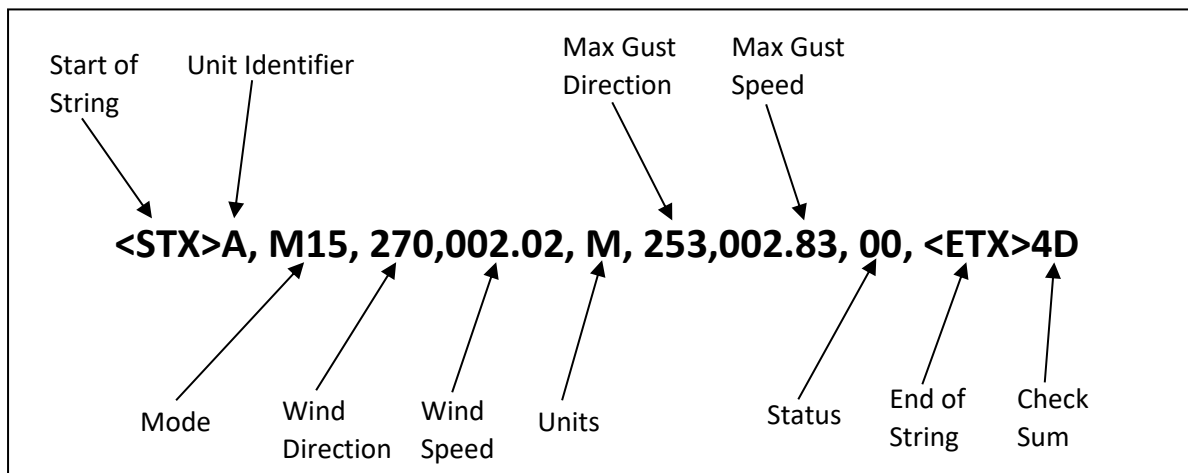 Start of
String
Unit Identifier
Max Gust
Direction
Max Gust
Speed
<STX>A, M15, 270,002.02, M, 253,002.83, 00, <ETX>4D
Mode
Wind
Direction
Wind
Speed
Units
Status
End of
String
Check
Sum